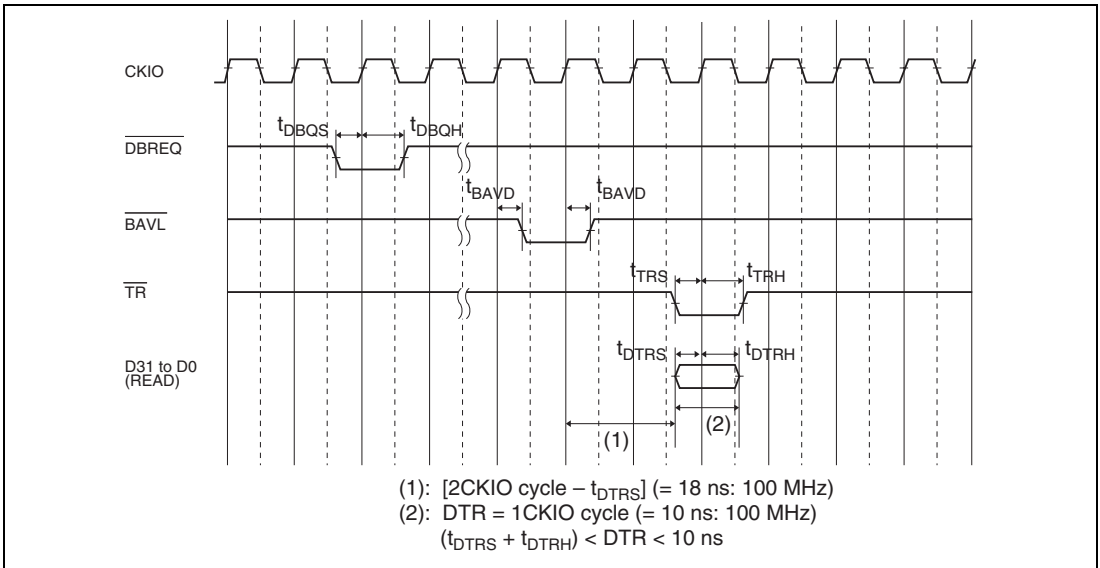 CKIO
tDBQS tDBQH
DBREQ
tBAVD tBAVD
BAVL
tTRS tTRH
TR
tDTRS tDTRH
D31 to D0
(READ)
(1) (2)
(1): [2CKIO cycle – tDTRS] (= 18 ns: 100 MHz)
(2): DTR = 1CKIO cycle (= 10 ns: 100 MHz)
(tDTRS + tDTRH) < DTR < 10 ns